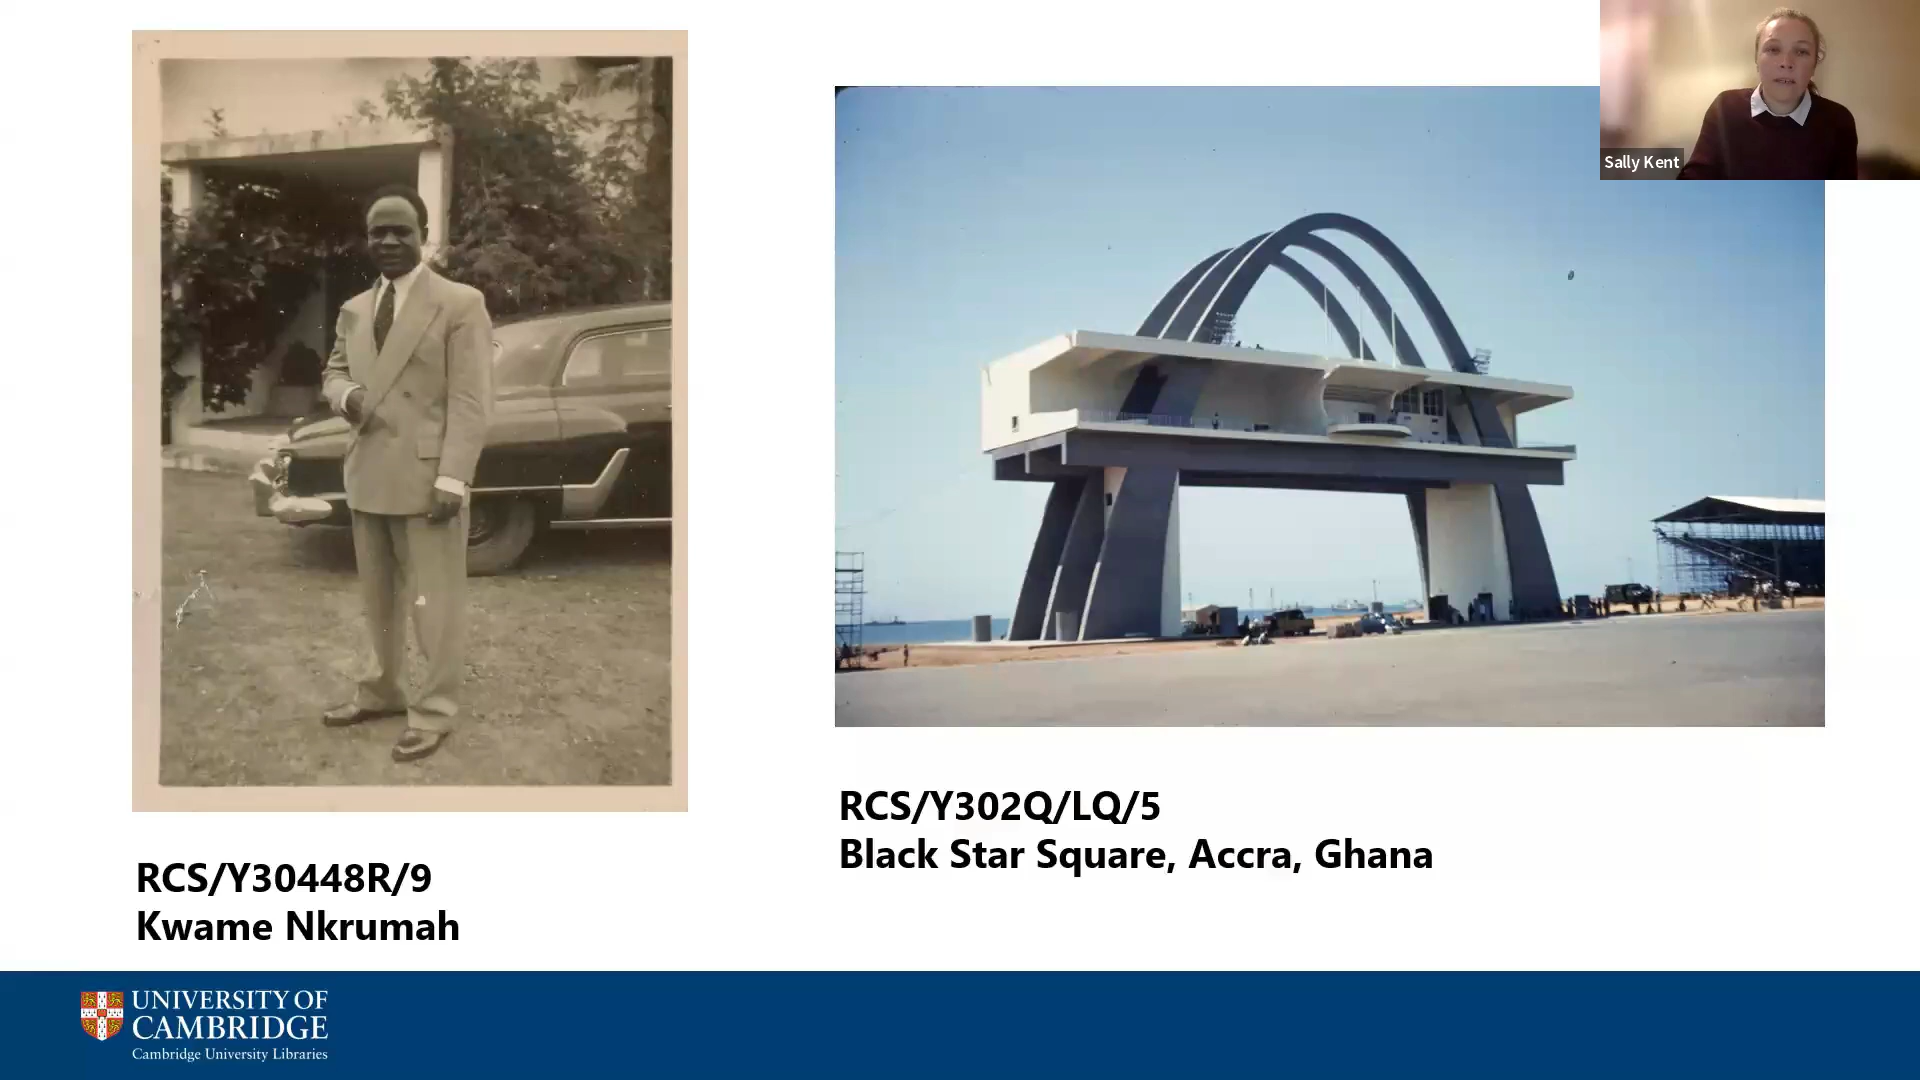 Sally Kent
RCS/Y302Q/LQ/5
Black Star Square, Accra, Ghana
RCS/Y30448R/9
Kwame Nkrumah
UNIVERSITY OF
CAMBRIDGE
Cambridge University Libraries